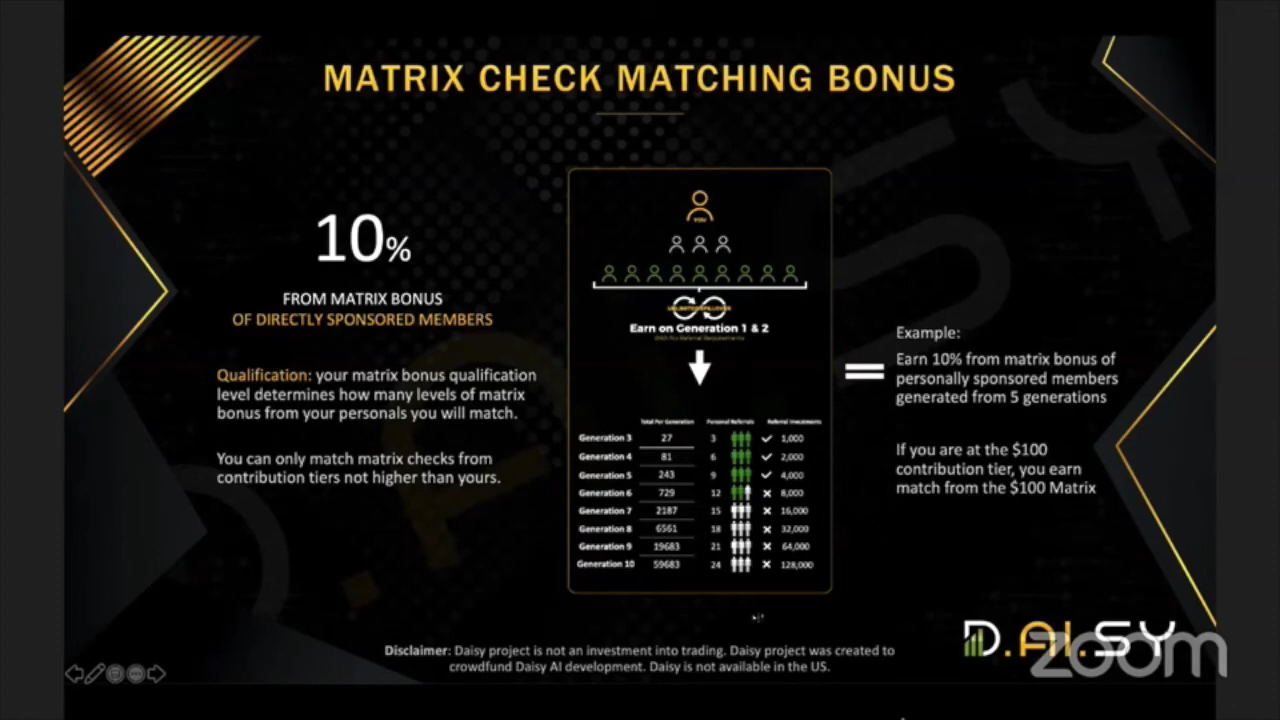 MATRIX CHECK MATCHING BONUS
10%
FROM MATRIX BONUS
OF DIRECTLY SPONSORED MEMBERS
Qualification: your matrix bonus qualification
level determines how many levels of matrix
bonus from your personals you will match.
You can only match matrix checks from
contribution tiers not higher than yours.
YOU
Earn on Generation 1 & 2
With No Referral Requirements
Total Per Generation Personal Referrals Referral Investments
Generation 3 27 3 ✓ 1,000
Generation 4 81 6 ✓ 2,000
Generation 5 243 9 ✓ 4,000
Generation 6 729 12 × 8,000
Generation 7 2187 15 × 16,000
Generation 8 6561 18 × 32,000
Generation 9 19683 21 × 64,000
Generation 10 59683 24 × 128,000
=
Example:
Earn 10% from matrix bonus of
personally sponsored members
generated from 5 generations
If you are at the $100
contribution tier, you earn
match from the $100 Matrix
Disclaimer: Daisy project is not an investment into trading. Daisy project was created to
crowdfund Daisy AI development. Daisy is not available in the US.
D.AI.SY
zoom